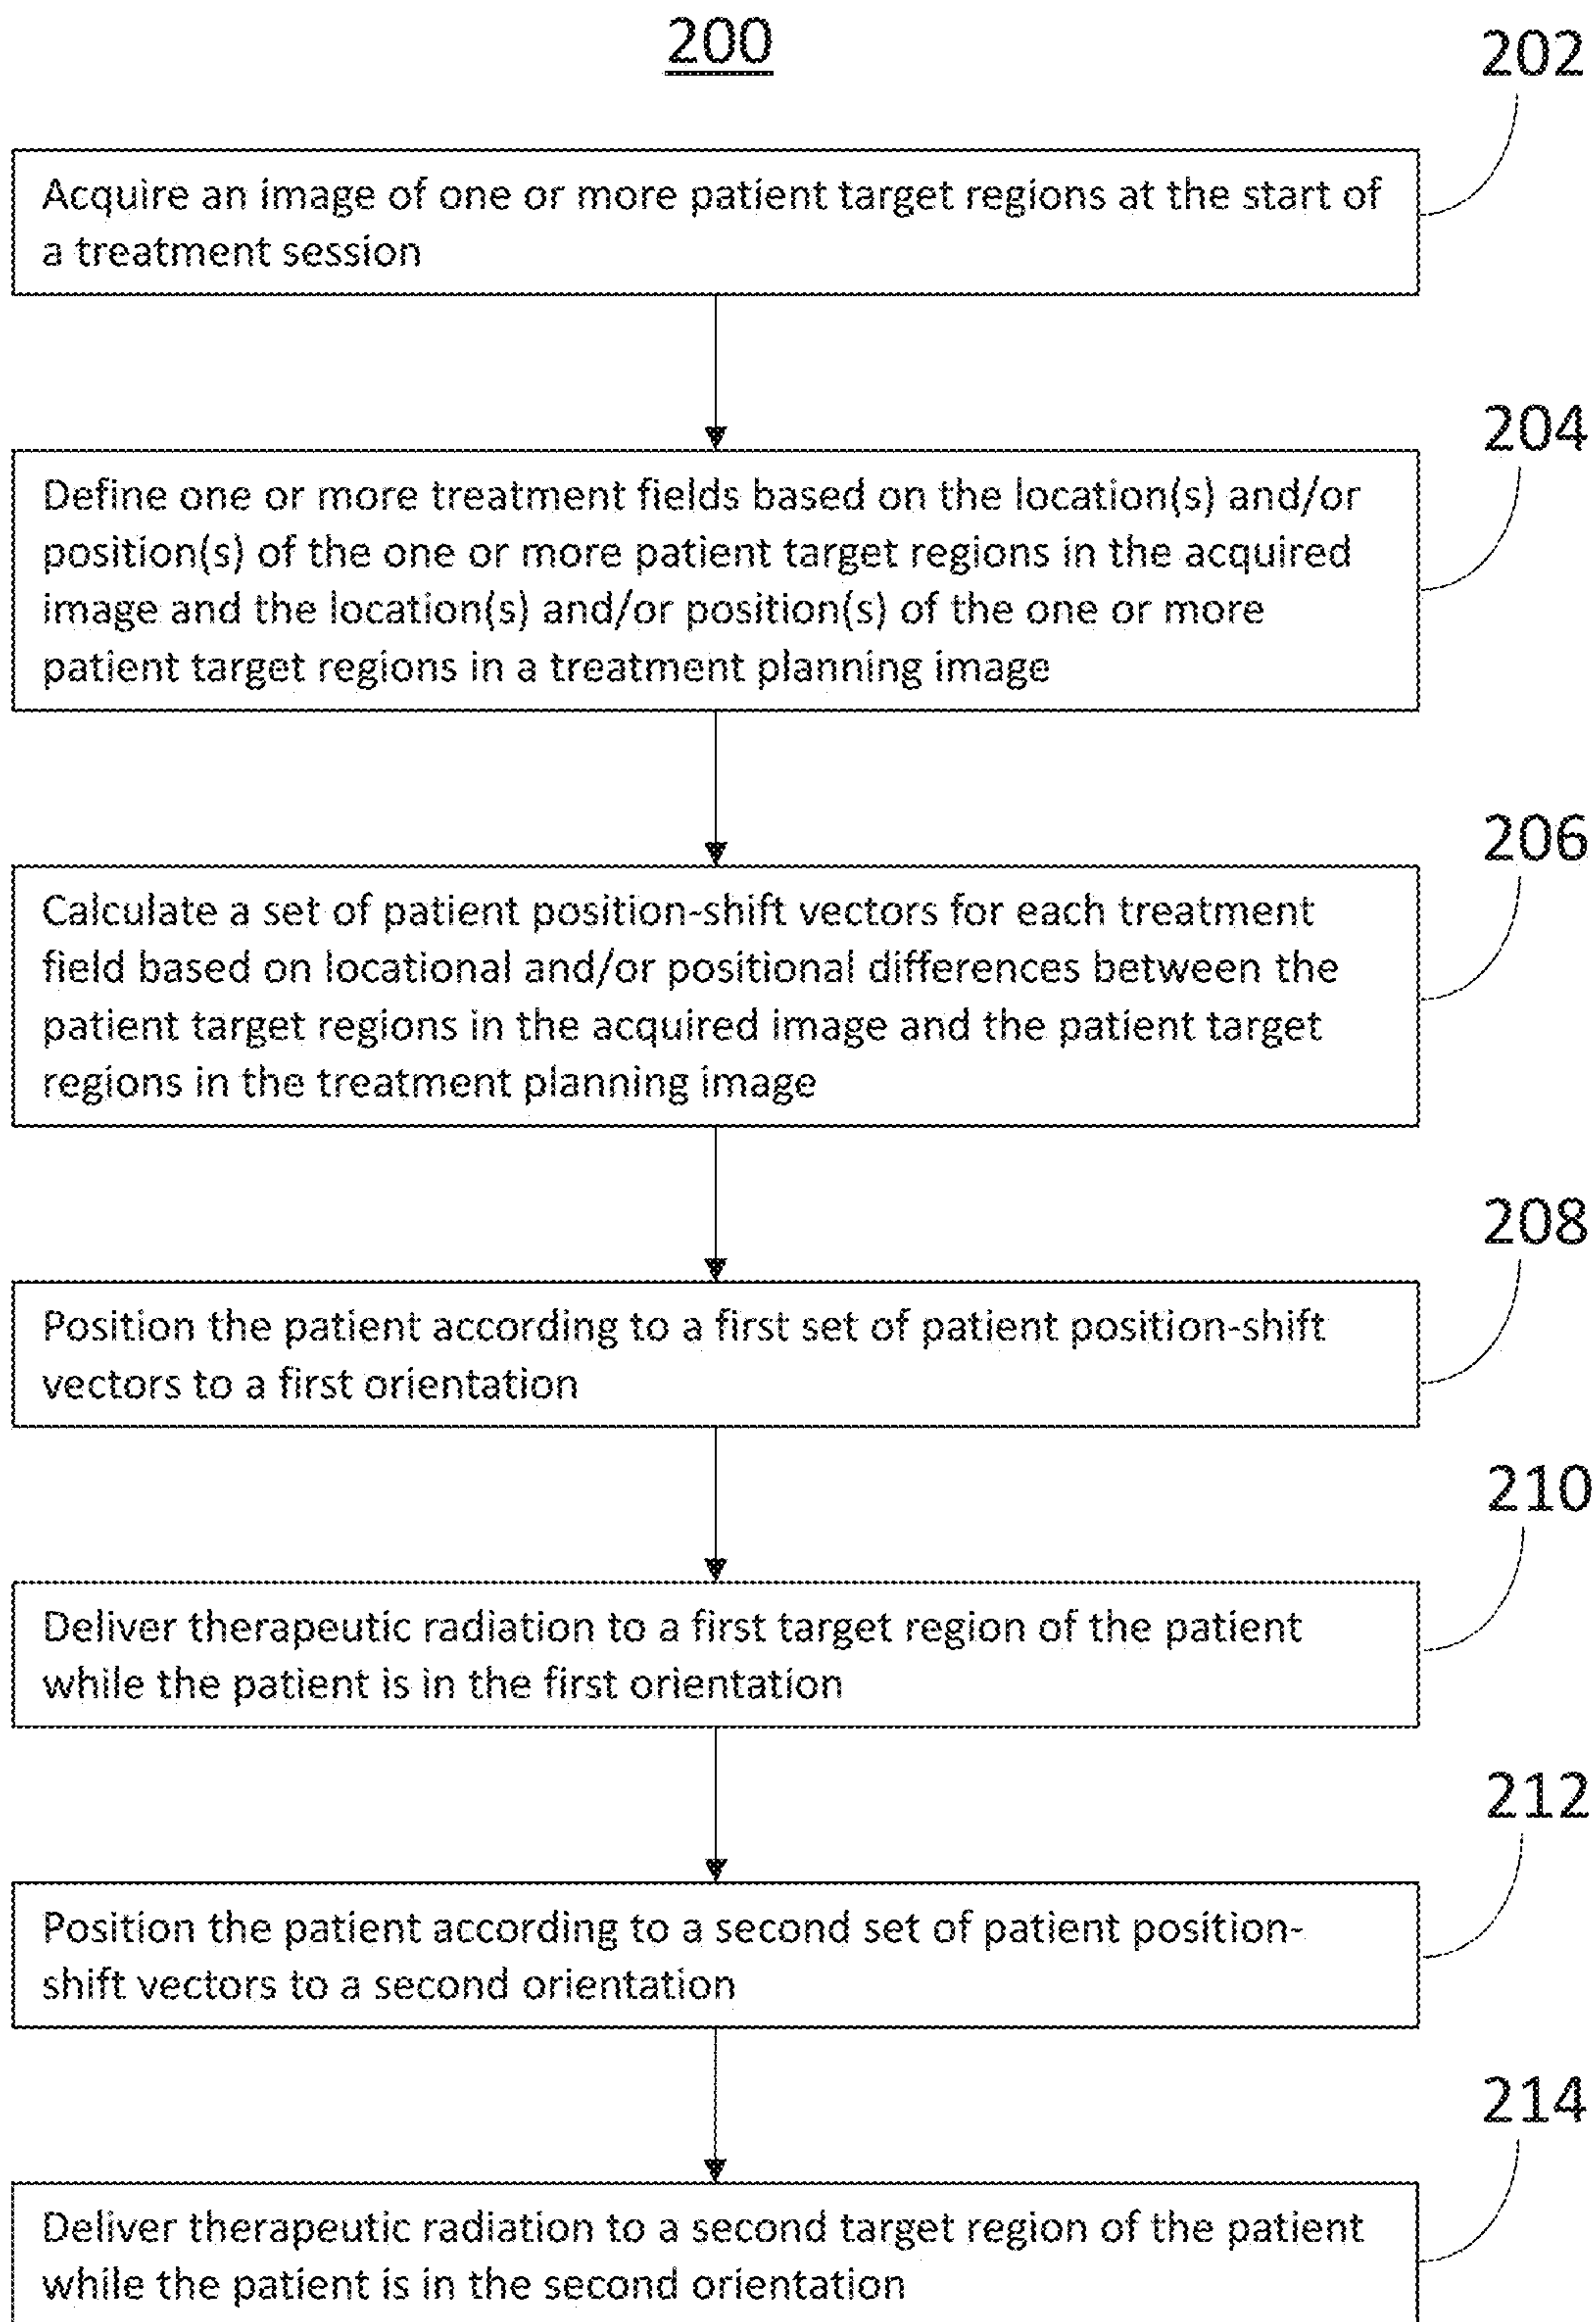 200
202
Acquire an image of one or more patient target regions at the start of
a treatment session
204
Define one or more treatment fields based on the location(s) and/or
position(s) of the one or more patient target regions in the acquired
image and the location(s) and/or position(s) of the one or more
patient target regions in a treatment planning image
206
Calculate a set of patient position-shift vectors for each treatment
field based on locational and/or positional differences between the
patient target regions in the acquired image and the patient target
regions in the treatment planning image
208
Position the patient according to a first set of patient position-shift
vectors to a first orientation
210
Deliver therapeutic radiation to a first target region of the patient
while the patient is in the first orientation
212
Position the patient according to a second set of patient position-
shift vectors to a second orientation
214
Deliver therapeutic radiation to a second target region of the patient
while the patient is in the second orientation